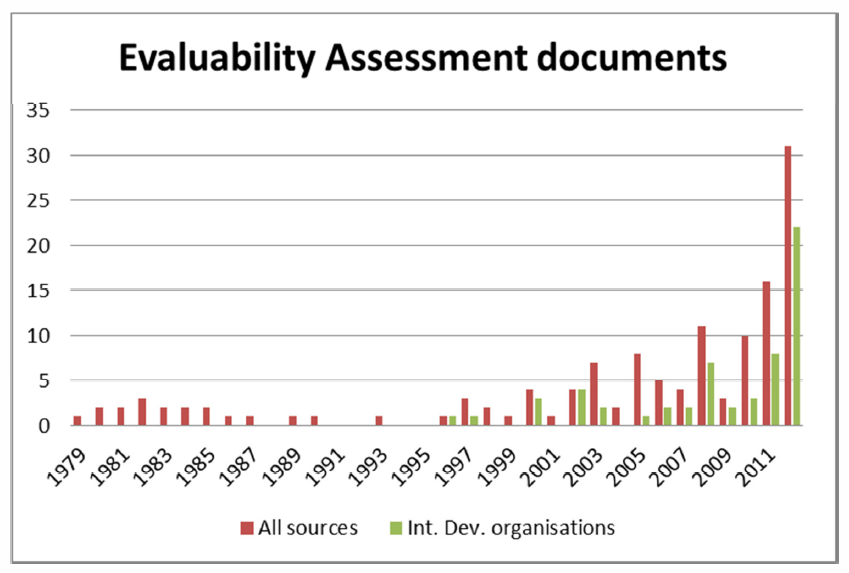 Evaluability Assessment documents
35
30
25
20
15
10
5
0
1979 1981 1983 1985 1987 1989 1991 1993 1995 1997 1999 2001 2003 2005 2007 2009 2011
All sources Int. Dev. organisations